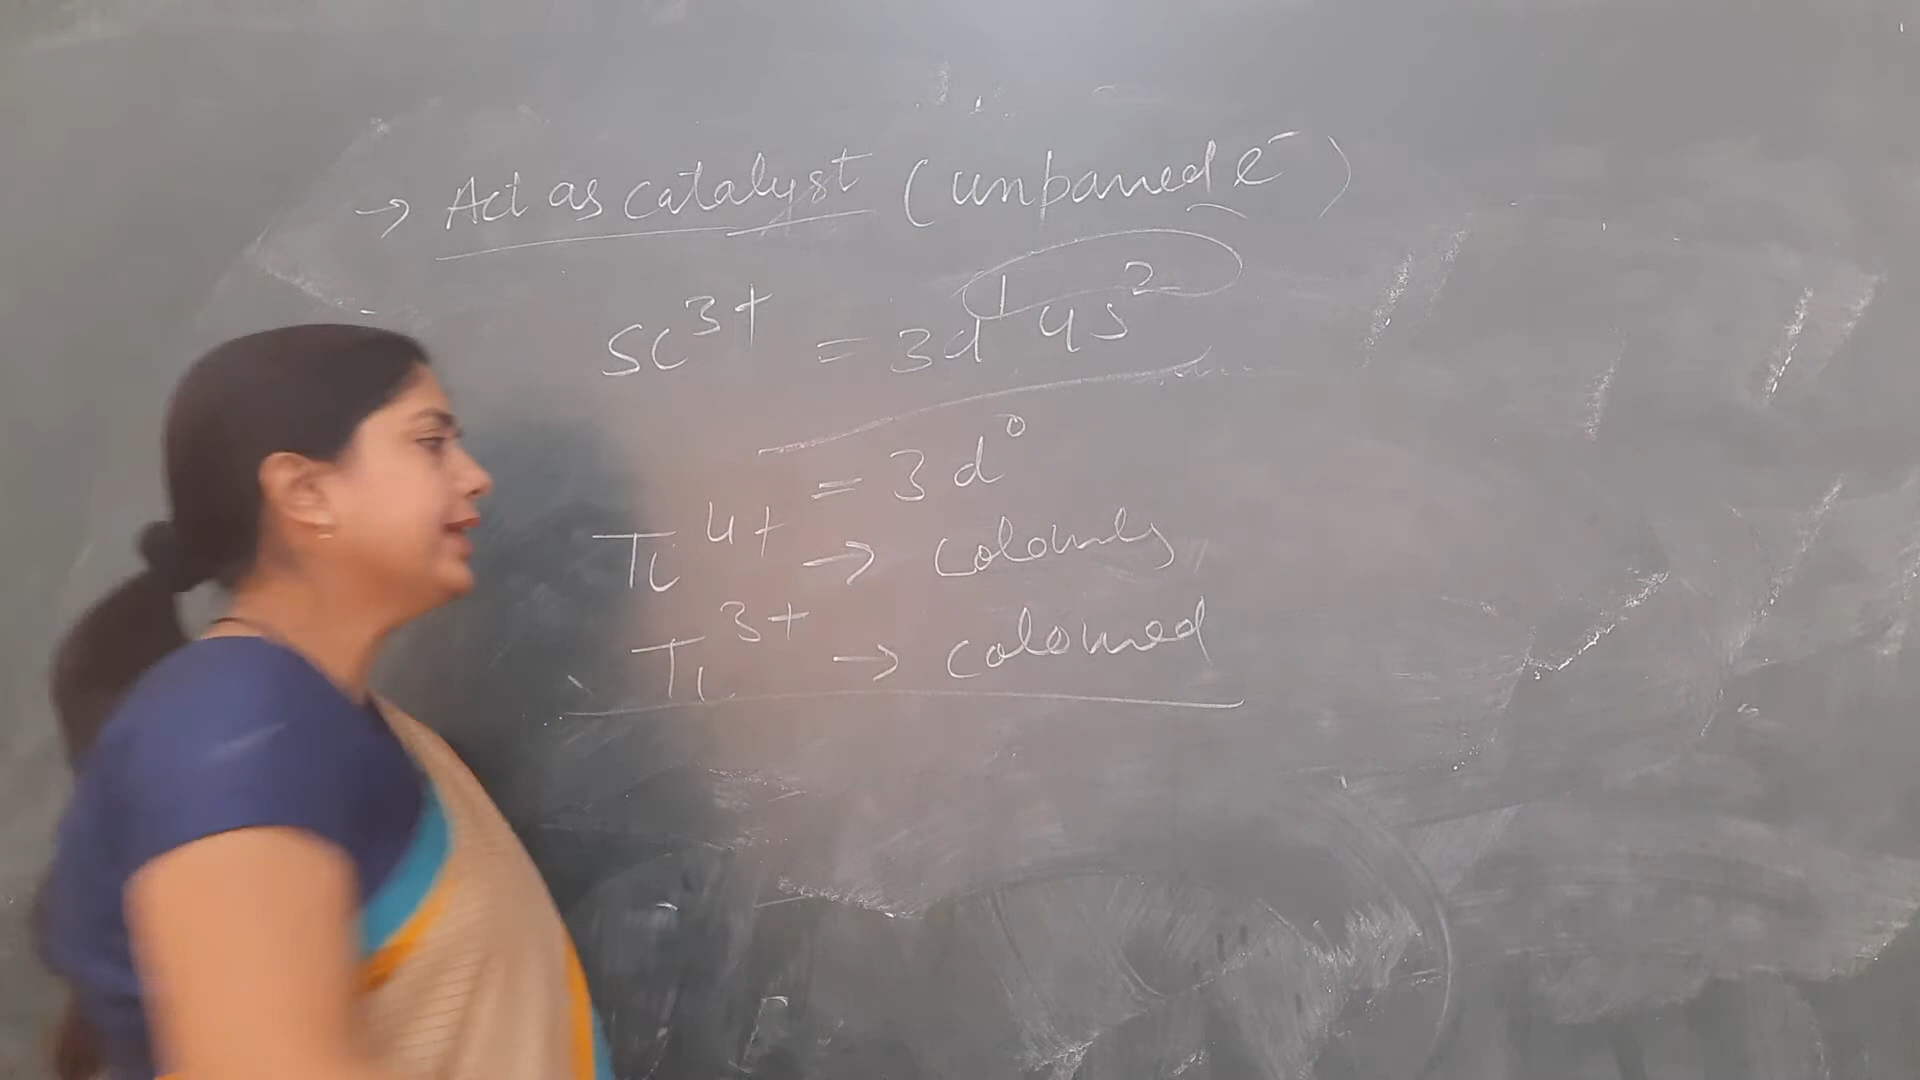 → Act as catalyst (unpaired e⁻)
Sc³⁺ = 3d¹ 4s²
= 3d⁰
Ti⁴⁺ → colourless
Ti³⁺ → coloured